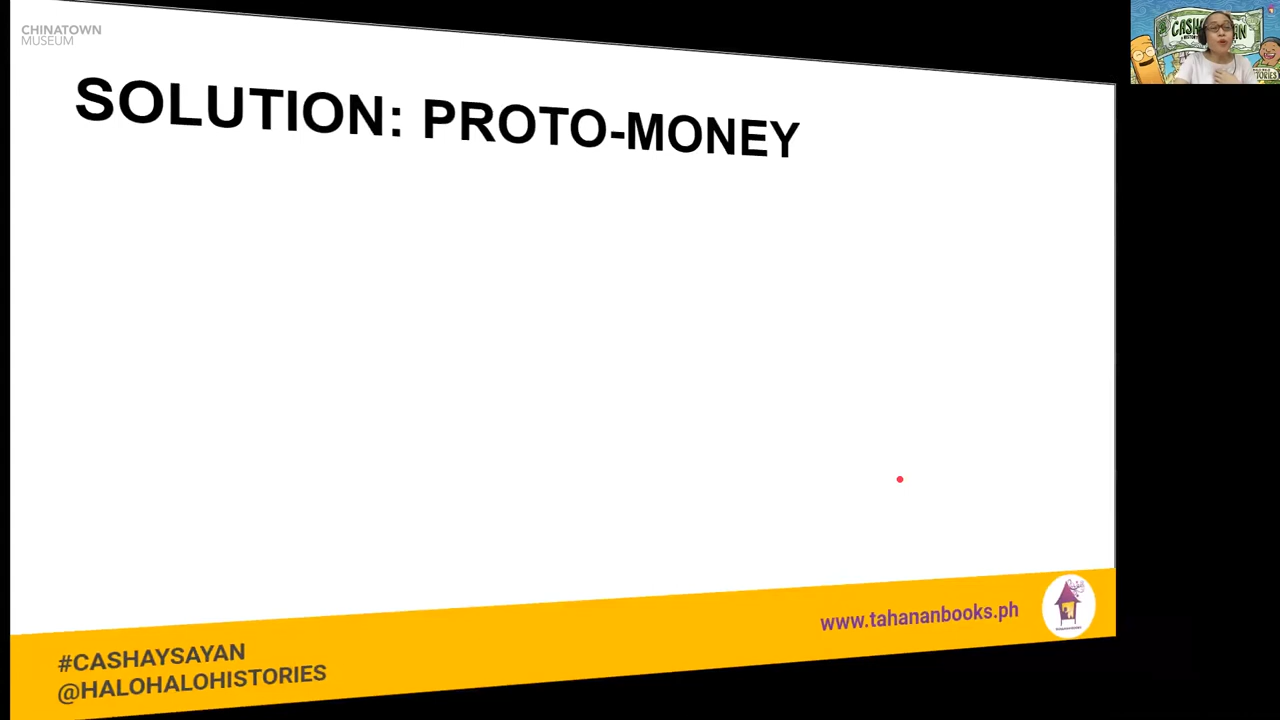 CHINATOWN
MUSEUM
SOLUTION: PROTO-MONEY
www.tahananbooks.ph
#CASHAYSAYAN
@HALOHALOHISTORIES